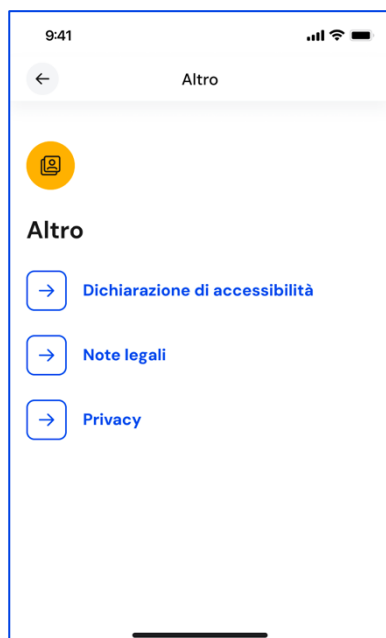 9:41
Altro
Altro
Dichiarazione di accessibilità
Note legali
Privacy